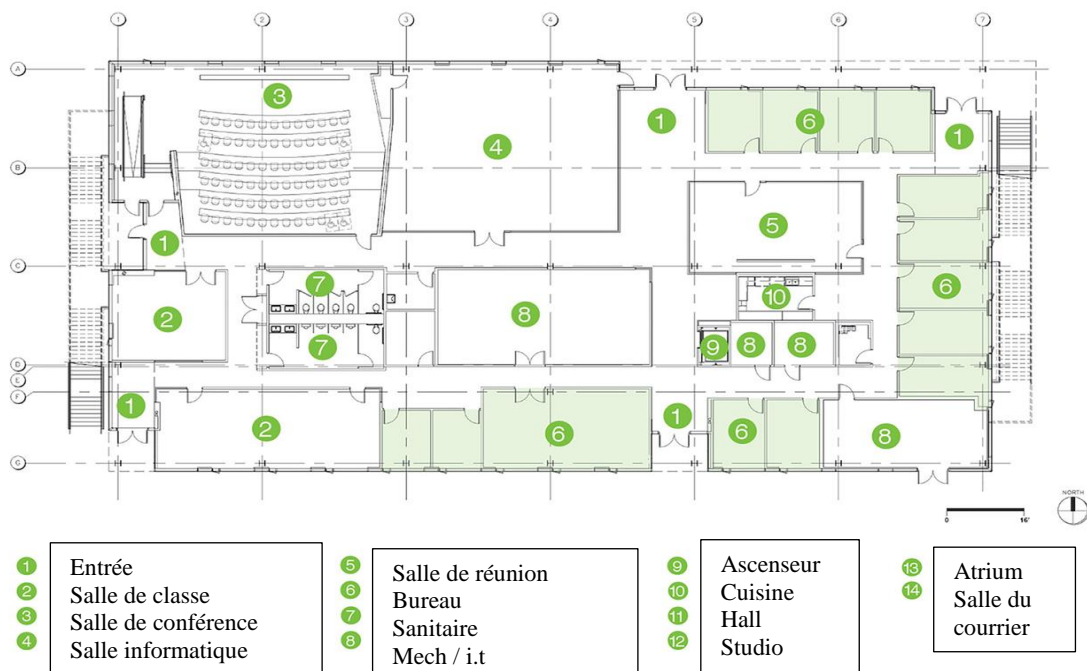 1 2 3 4 5 6 7
A
3
1
6
1
4
B
5
1
C
7
6
10
2
8
7
9 8 8
D
E
F
1
1
2
6
6
8
G
NORTH
0 16'
1 Entrée
2 Salle de classe
3 Salle de conférence
4 Salle informatique
5 Salle de réunion
6 Bureau
7 Sanitaire
8 Mech / i.t
9 Ascenseur
10 Cuisine
11 Hall
12 Studio
13 Atrium
14 Salle du
courrier